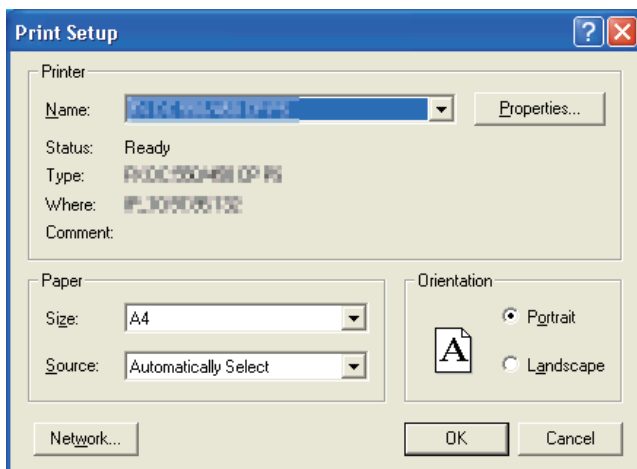 Print Setup
Printer
Name:
Properties...
Status: Ready
Type:
Where:
Comment:
Paper
Size: A4
Source: Automatically Select
Orientation
A
Portrait
Landscape
Network...
OK
Cancel